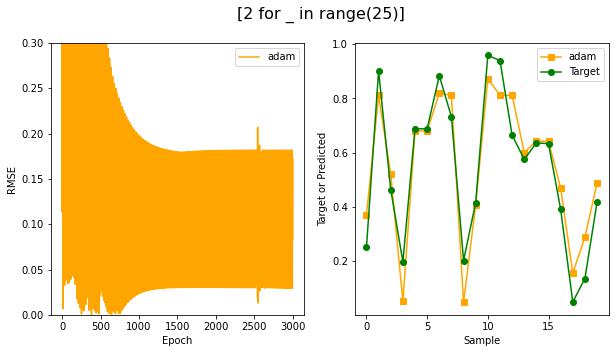 [2 for _ in range(25)]
0.30
0.25
0.20
0.15
0.10
0.05
0.00
RMSE
0 500 1000 1500 2000 2500 3000
Epoch
adam
1.0
0.8
0.6
0.4
0.2
Target or Predicted
0 5 10 15
Sample
adam
Target